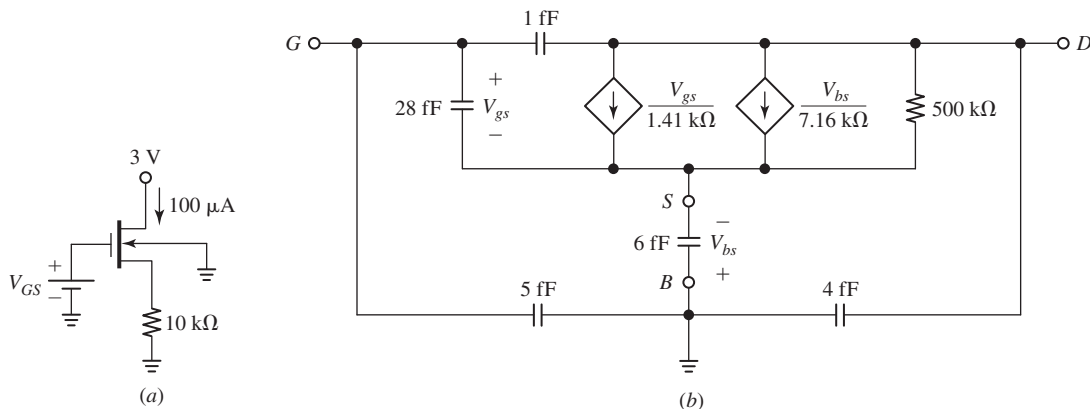 3 V
100 μA
V_GS
+
−
10 kΩ
(a)
1 fF
G
D
28 fF
+
V_gs
−
V_gs
1.41 kΩ
V_bs
7.16 kΩ
500 kΩ
S
−
6 fF
V_bs
B
+
5 fF
4 fF
(b)